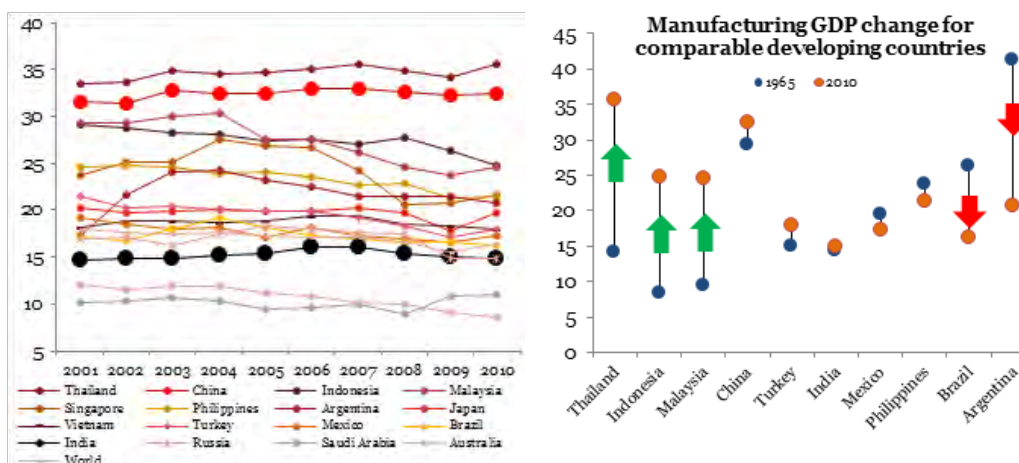 40
35
30
25
20
15
10
5
2001 2002 2003 2004 2005 2006 2007 2008 2009 2010
Thailand China Indonesia Malaysia
Singapore Philippines Argentina Japan
Vietnam Turkey Mexico Brazil
India Russia Saudi Arabia Australia
World
Manufacturing GDP change for
comparable developing countries
1965 2010
45
40
35
30
25
20
15
10
5
0
Thailand
Indonesia
Malaysia
China
Turkey
India
Mexico
Philippines
Brazil
Argentina